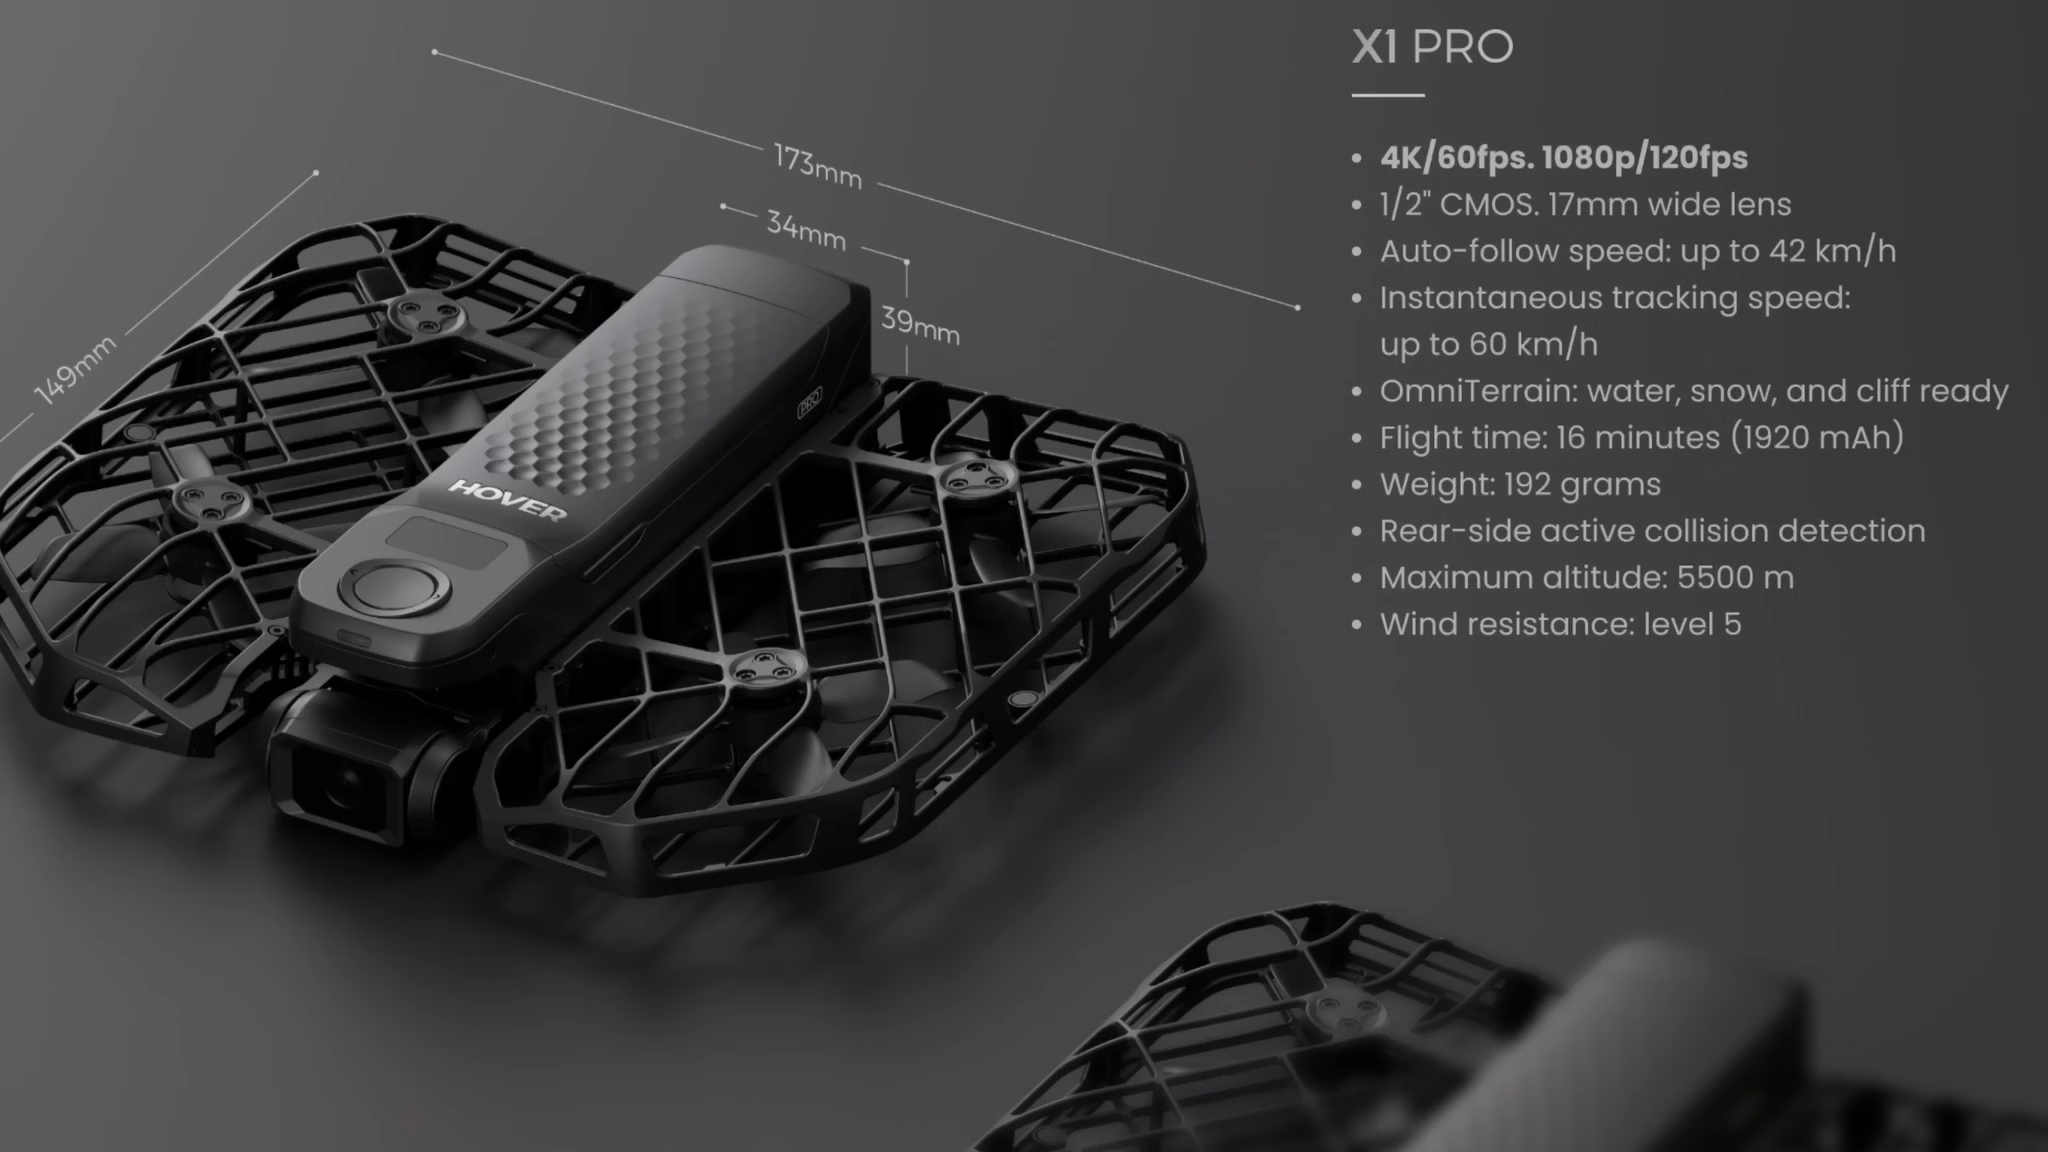 X1 PRO
173mm
34mm
39mm
149mm
PRO
HOVER
• 4K/60fps. 1080p/120fps
• 1/2" CMOS. 17mm wide lens
• Auto-follow speed: up to 42 km/h
• Instantaneous tracking speed:
up to 60 km/h
• OmniTerrain: water, snow, and cliff ready
• Flight time: 16 minutes (1920 mAh)
• Weight: 192 grams
• Rear-side active collision detection
• Maximum altitude: 5500 m
• Wind resistance: level 5